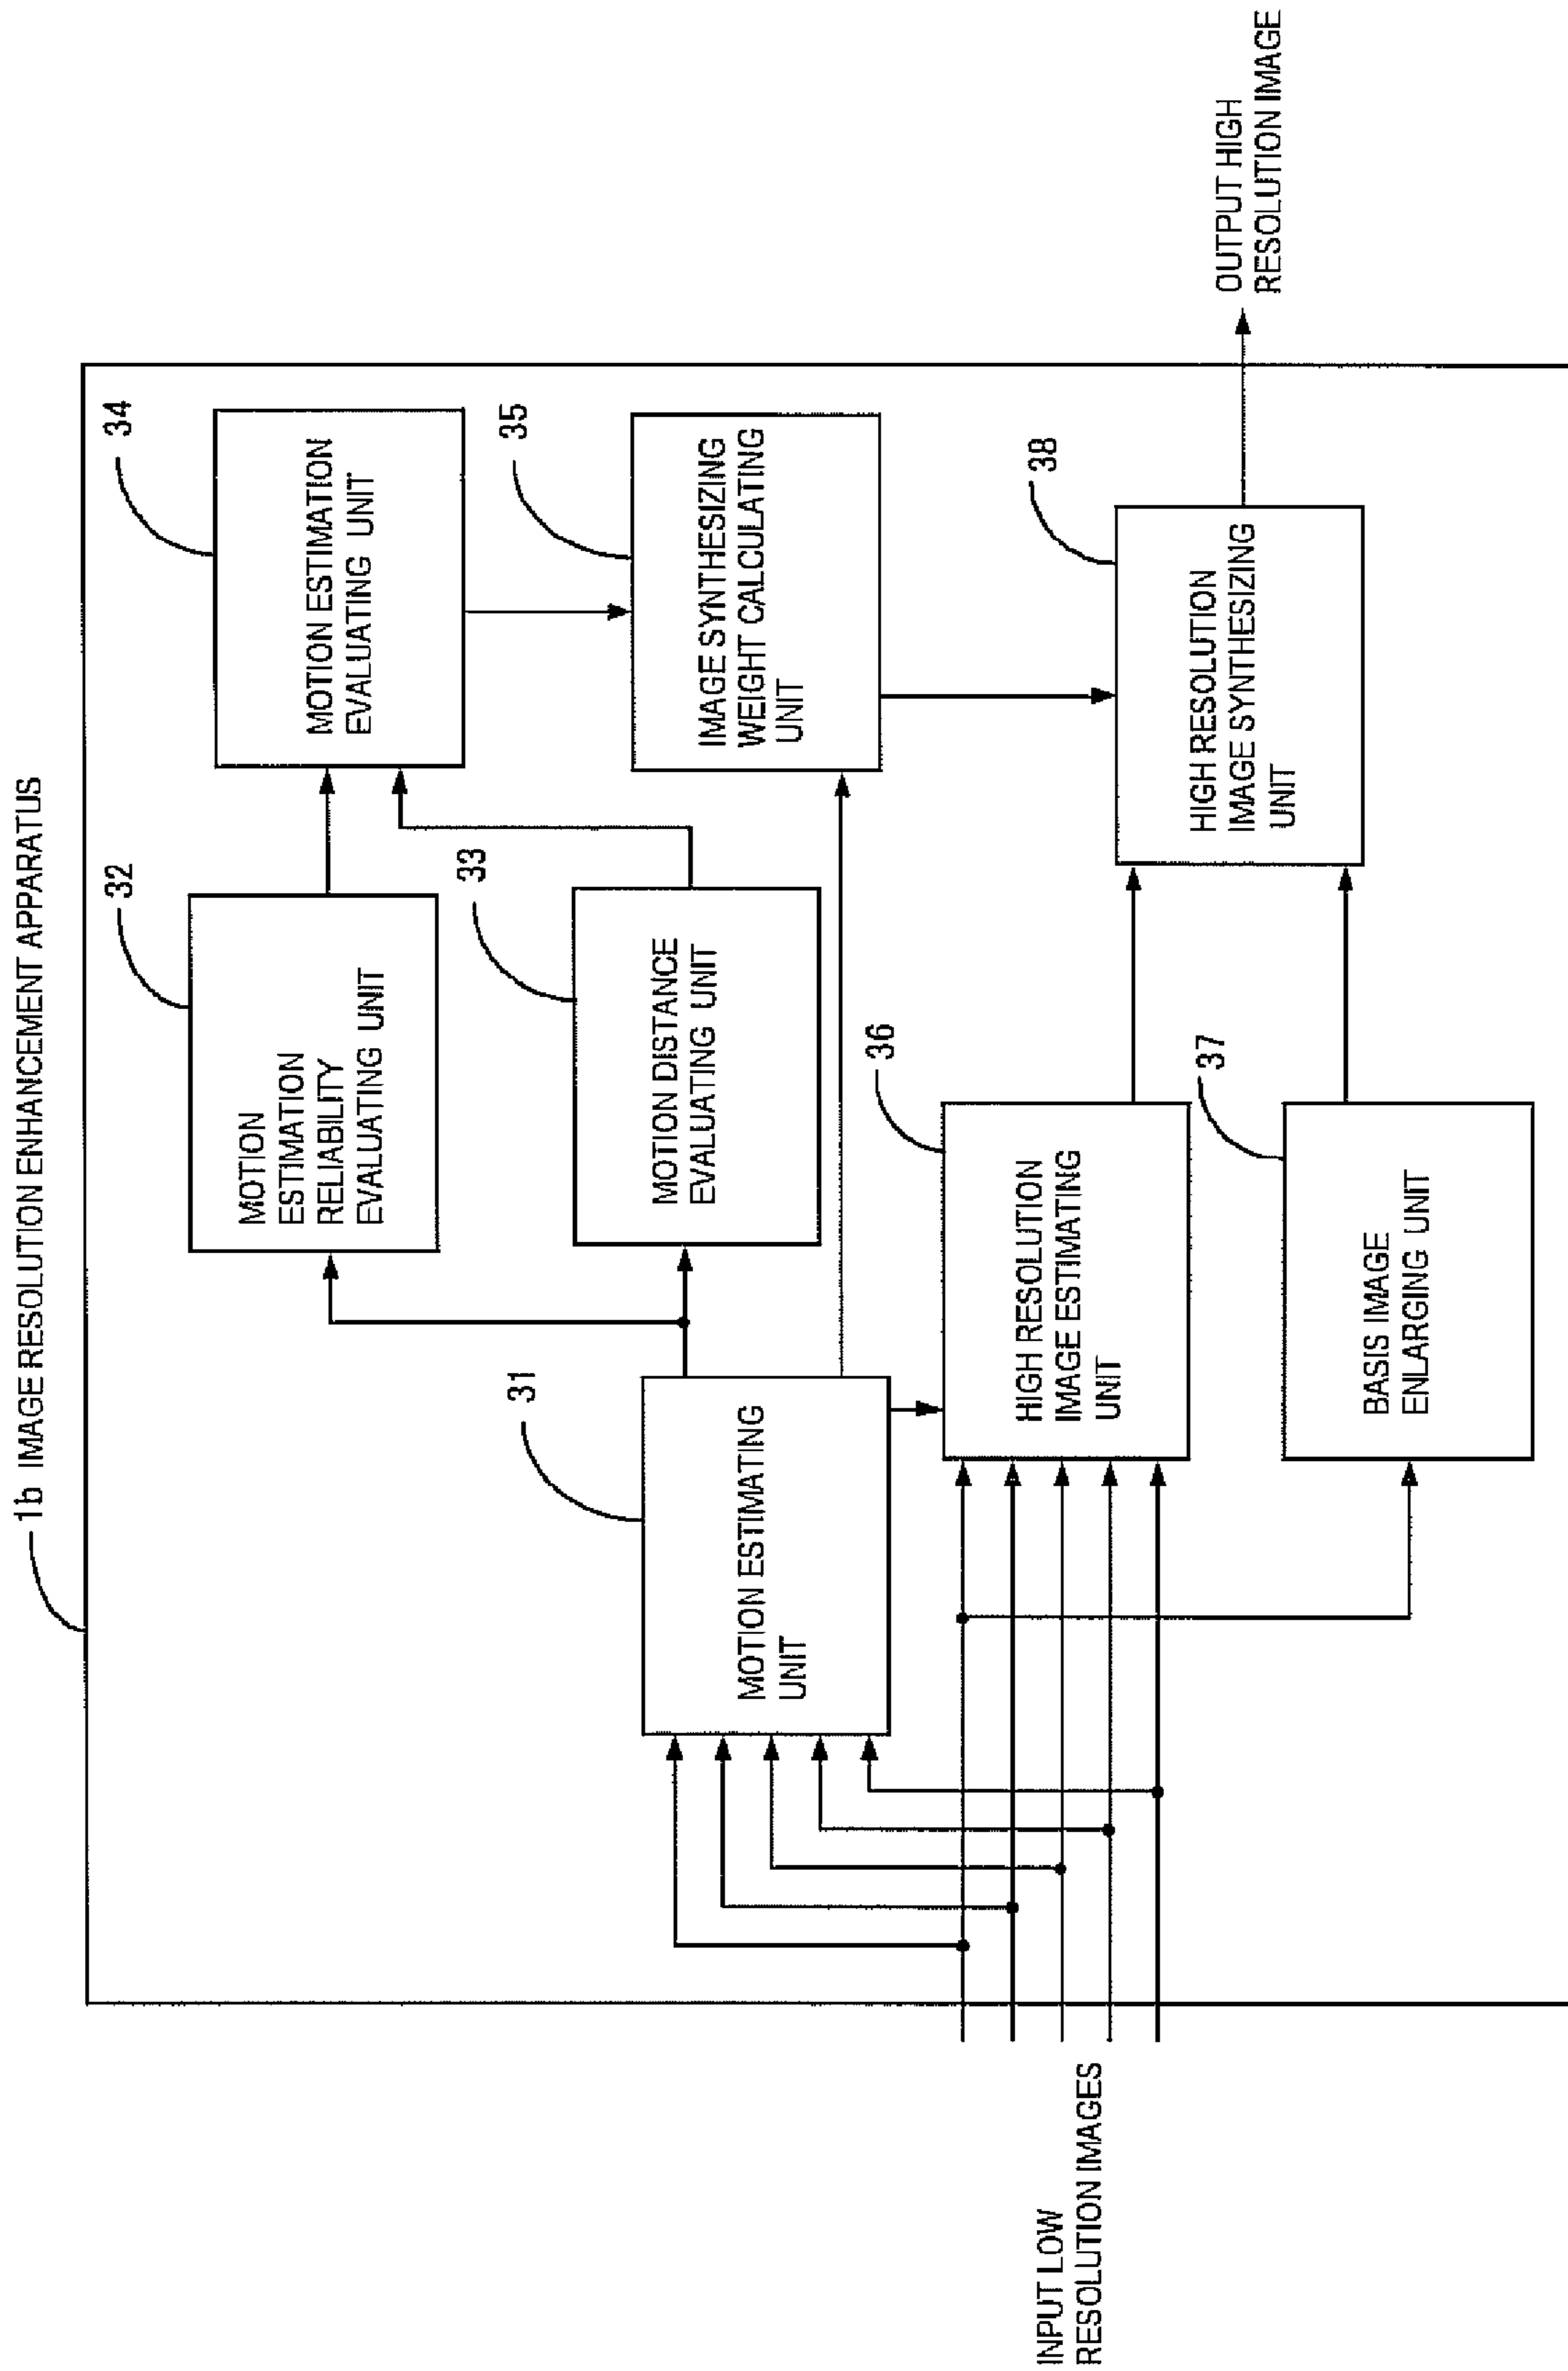 1b IMAGE RESOLUTION ENHANCEMENT APPARATUS
32
MOTION
ESTIMATION
RELIABILITY
EVALUATING UNIT
34
MOTION ESTIMATION
EVALUATING UNIT
33
MOTION DISTANCE
EVALUATING UNIT
35
IMAGE SYNTHESIZING
WEIGHT CALCULATING
UNIT
31
MOTION ESTIMATING
UNIT
36
HIGH RESOLUTION
IMAGE ESTIMATING
UNIT
38
HIGH RESOLUTION
IMAGE SYNTHESIZING
UNIT
37
BASIS IMAGE
ENLARGING UNIT
INPUT LOW
RESOLUTION IMAGES
OUTPUT HIGH
RESOLUTION IMAGE